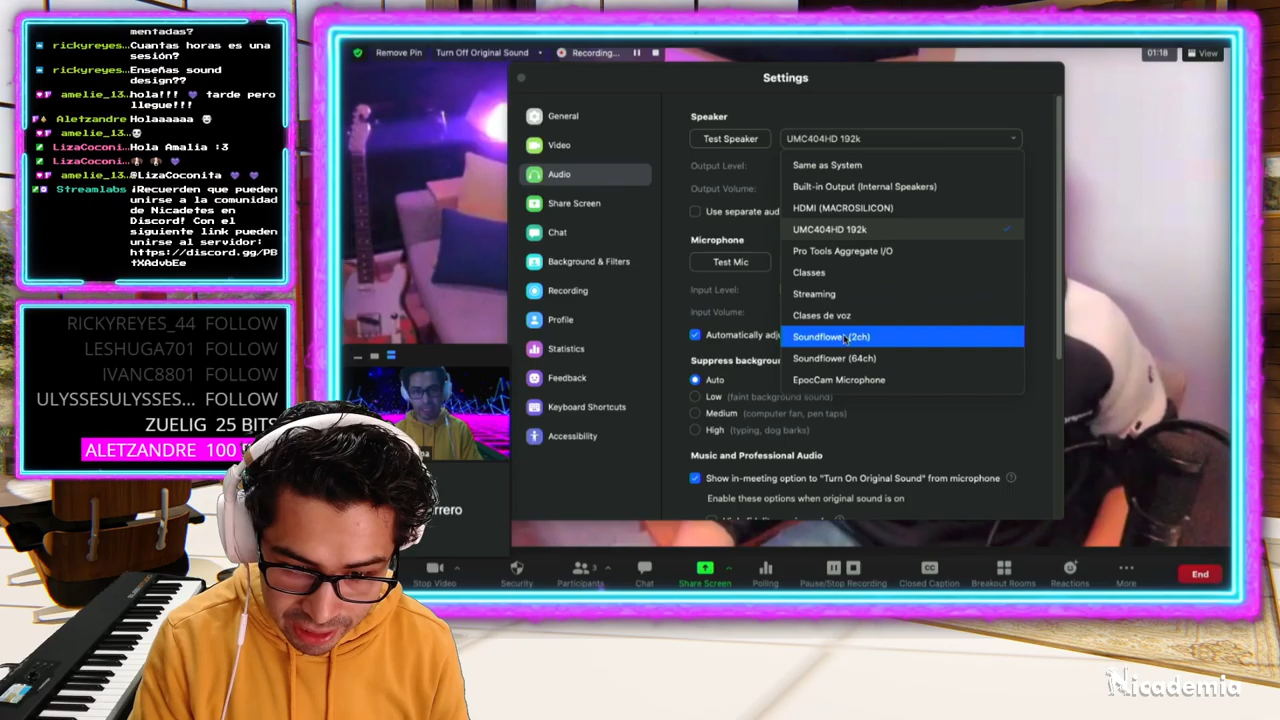 mentadas?
rickyreyes…Cuantas horas es una
sesión?
rickyreyes…Enseñas sound
design??
amelie_13…hola!!! 💜 tarde pero
llegue!!!
Aletzandre Holaaaaaa
amelie_13…
LizaCoconi…Hola Amalia :3
LizaCoconi…
amelie_13…@LizaCoconita 💜 💜
Streamlabs ¡Recuerden que pueden
unirse a la comunidad
de Nicadetes en
Discord! Con el
siguiente link pueden
unirse al servidor:
https://discord.gg/PB
tXAdvbEe
RICKYREYES_44 FOLLOW
LESHUGA701 FOLLOW
IVANC8801 FOLLOW
ULYSSESULYSSES... FOLLOW
ZUELIG 25 BITS
ALETZANDRE 100
Remove Pin
Turn Off Original Sound
Recording...
01:18
View
Settings
General
Video
Audio
Share Screen
Chat
Background & Filters
Recording
Profile
Statistics
Feedback
Keyboard Shortcuts
Accessibility
Speaker
Test Speaker
UMC404HD 192k
Output Level:
Output Volume:
Use separate aud
Microphone
Test Mic
Input Level:
Input Volume:
Automatically adju
Suppress backgroun
Auto
Low (faint background sound)
Medium (computer fan, pen taps)
High (typing, dog barks)
Music and Professional Audio
Show in-meeting option to "Turn On Original Sound" from microphone
Enable these options when original sound is on
Same as System
Built-in Output (Internal Speakers)
HDMI (MACROSILICON)
UMC404HD 192k
Pro Tools Aggregate I/O
Classes
Streaming
Clases de voz
Soundflower (2ch)
Soundflower (64ch)
EpocCam Microphone
rrero
Stop Video
Security
Participants
3
Chat
Share Screen
Polling
Pause/Stop Recording
CC
Closed Caption
Breakout Rooms
Reactions
More
End
Nicademia